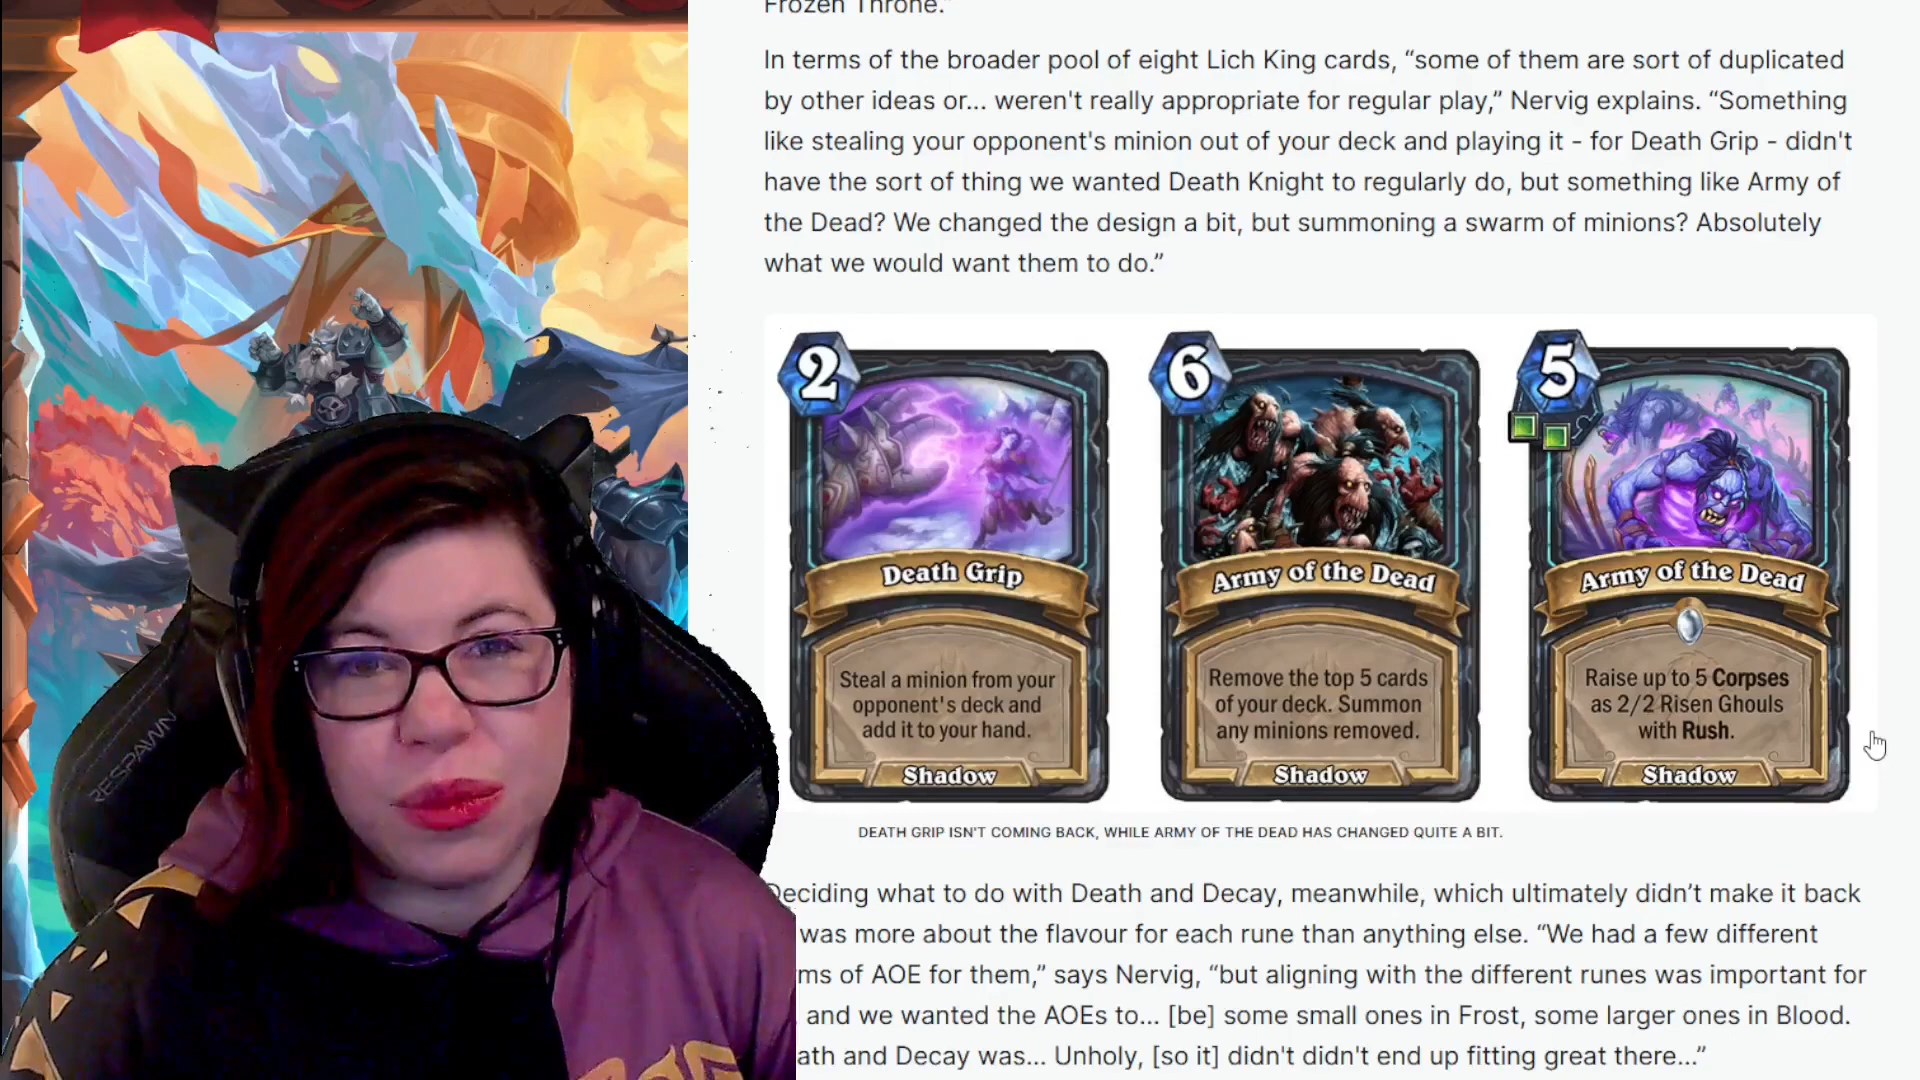 Frozen Throne.”
In terms of the broader pool of eight Lich King cards, “some of them are sort of duplicated
by other ideas or... weren't really appropriate for regular play,” Nervig explains. “Something
like stealing your opponent's minion out of your deck and playing it - for Death Grip - didn't
have the sort of thing we wanted Death Knight to regularly do, but something like Army of
the Dead? We changed the design a bit, but summoning a swarm of minions? Absolutely
what we would want them to do.”
2
Death Grip
Steal a minion from your
opponent's deck and
add it to your hand.
Shadow
6
Army of the Dead
Remove the top 5 cards
of your deck. Summon
any minions removed.
Shadow
5
Army of the Dead
Raise up to 5 Corpses
as 2/2 Risen Ghouls
with Rush.
Shadow
DEATH GRIP ISN'T COMING BACK, WHILE ARMY OF THE DEAD HAS CHANGED QUITE A BIT.
Deciding what to do with Death and Decay, meanwhile, which ultimately didn’t make it back
was more about the flavour for each rune than anything else. “We had a few different
ms of AOE for them,” says Nervig, “but aligning with the different runes was important for
and we wanted the AOEs to... [be] some small ones in Frost, some larger ones in Blood.
ath and Decay was... Unholy, [so it] didn't didn't end up fitting great there...”
RESPAWN